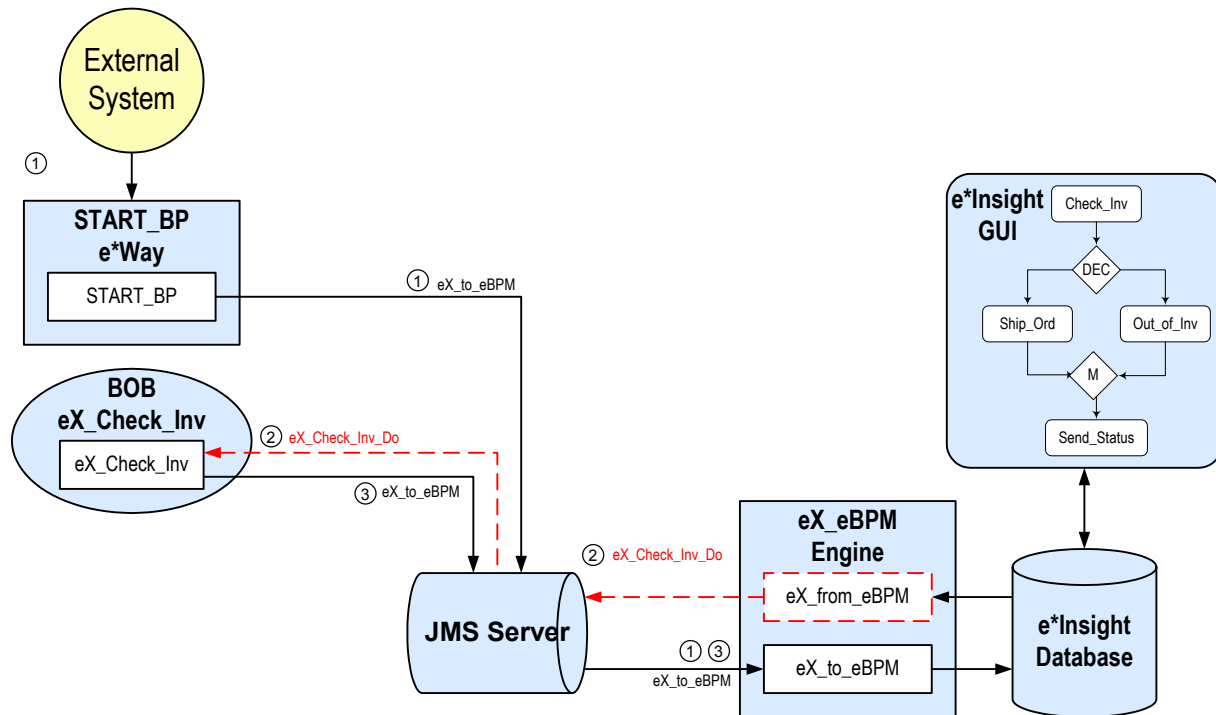 External
System
①
START_BP
e*Way
START_BP
① eX_to_eBPM
BOB
eX_Check_Inv
eX_Check_Inv
② eX_Check_Inv_Do
③ eX_to_eBPM
JMS Server
② eX_Check_Inv_Do
① ③
eX_to_eBPM
eX_eBPM
Engine
eX_from_eBPM
eX_to_eBPM
e*Insight
GUI
Check_Inv
DEC
Ship_Ord
Out_of_Inv
M
Send_Status
e*Insight
Database